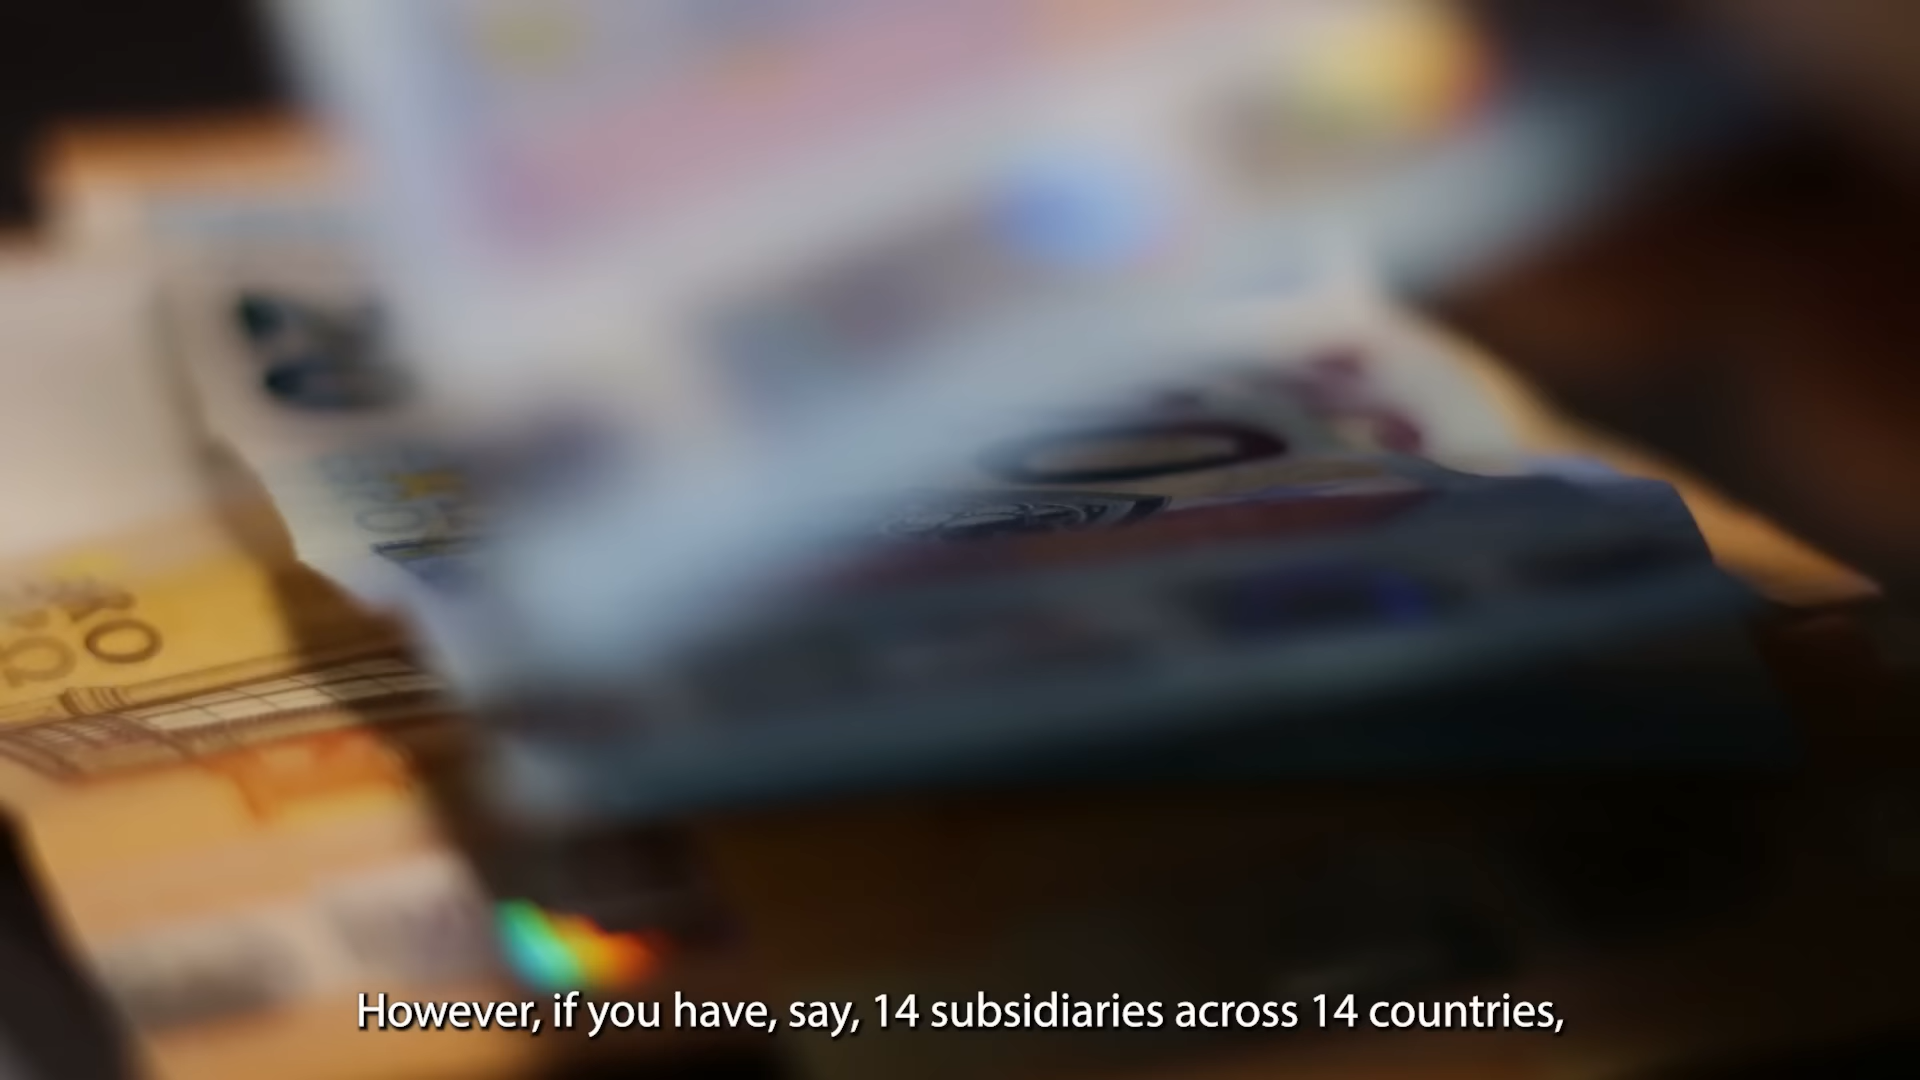 However, if you have, say, 14 subsidiaries across 14 countries,